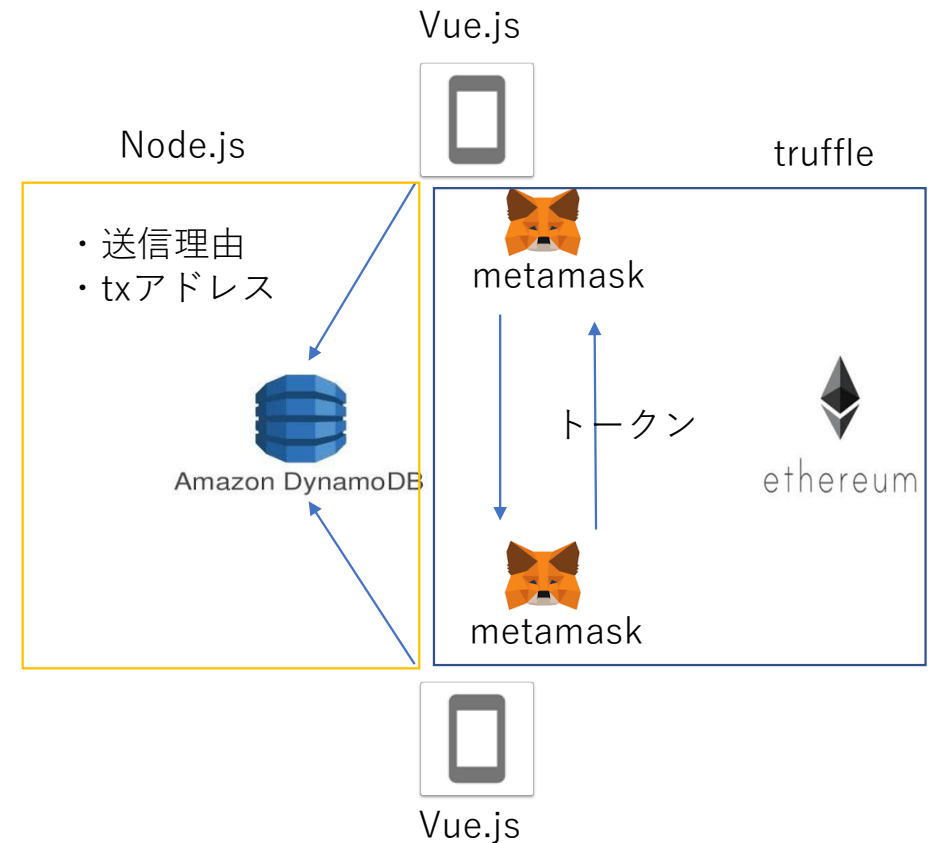 Vue.js
Node.js
truffle
・送信理由
・txアドレス
metamask
トークン
Amazon DynamoDB
ethereum
metamask
Vue.js